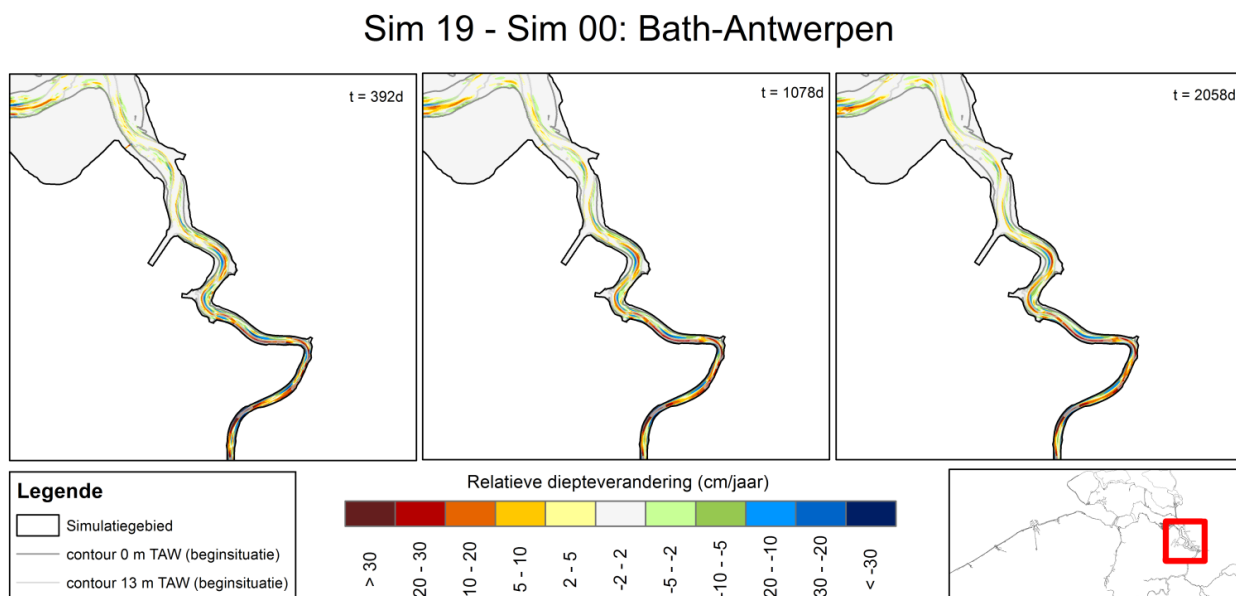 Sim 19 - Sim 00: Bath-Antwerpen
t = 392d
t = 1078d
t = 2058d
Legende
Simulatiegebied
contour 0 m TAW (beginsituatie)
contour 13 m TAW (beginsituatie)
Relatieve diepteverandering (cm/jaar)
> 30
20 - 30
10 - 20
5 - 10
2 - 5
-2 - 2
-5 - -2
-10 - -5
20 - -10
30 - -20
< -30